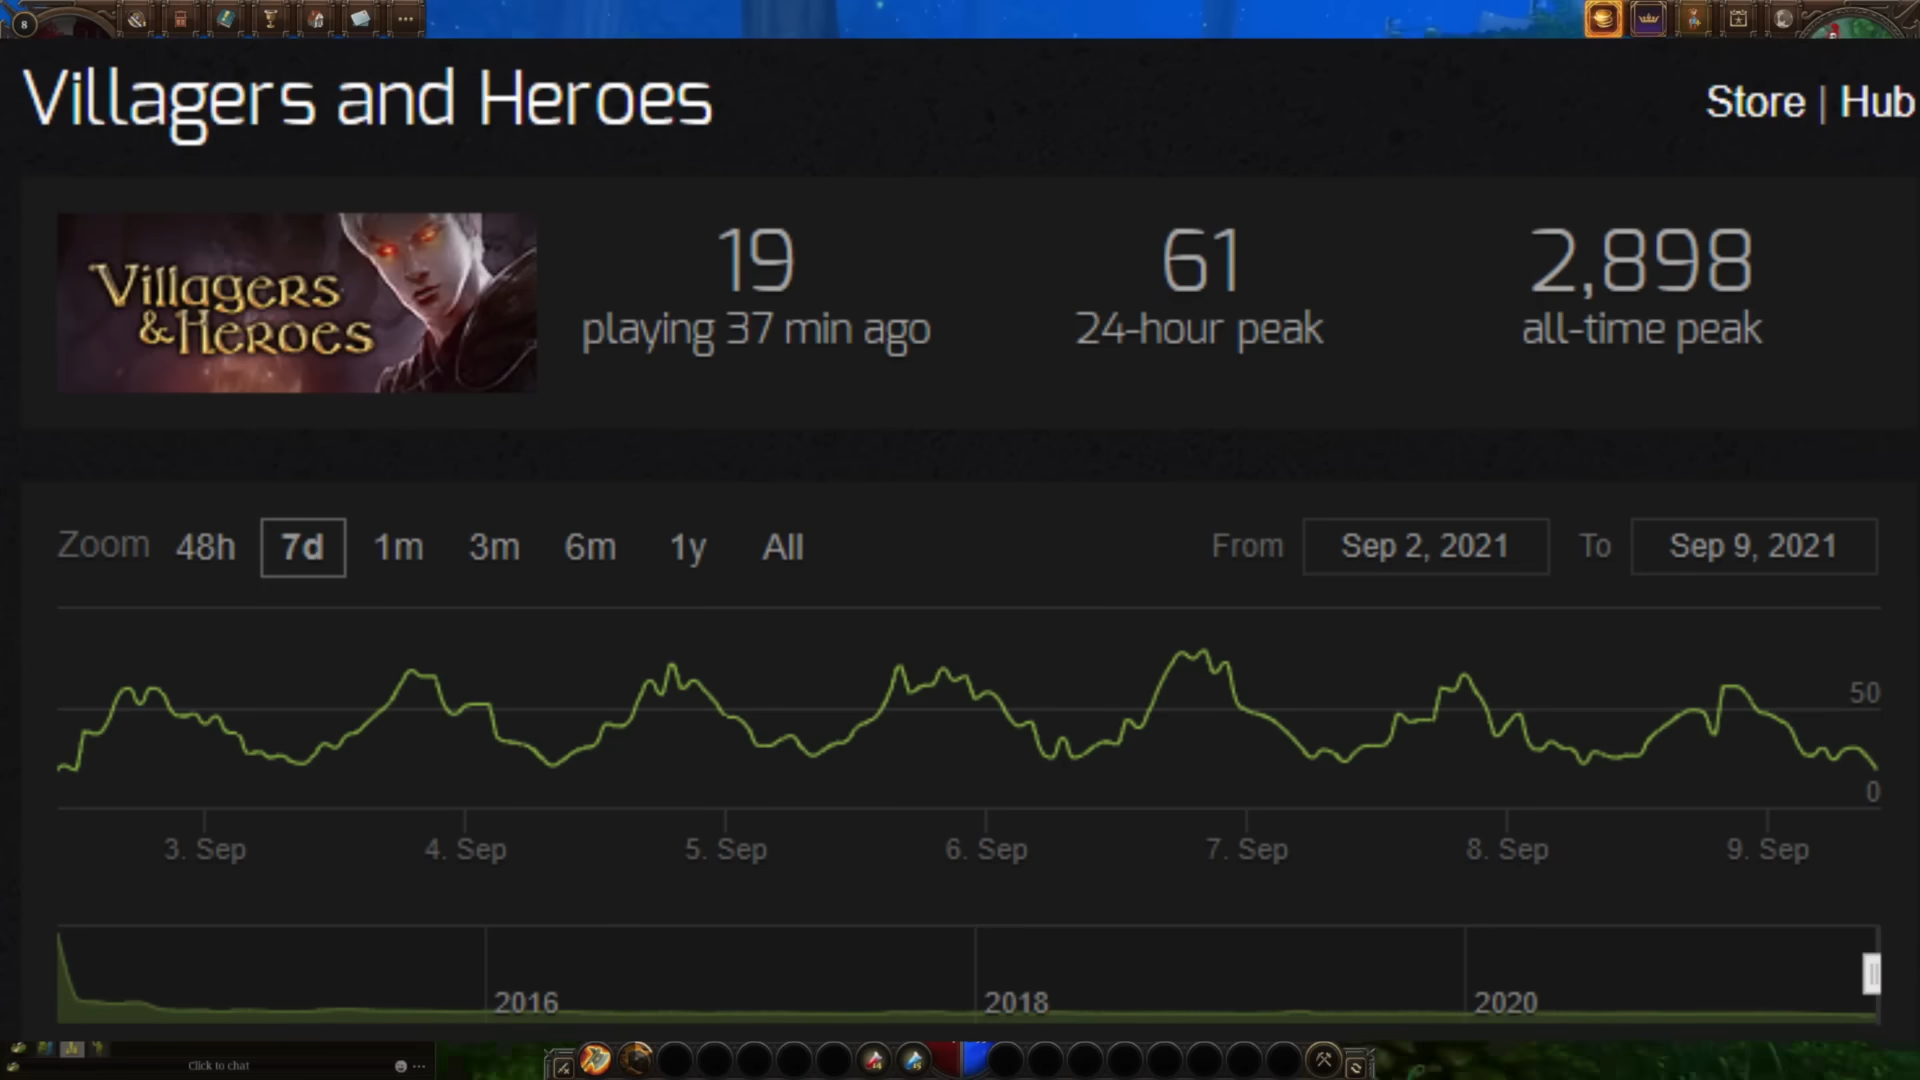 8
Villagers and Heroes
Store | Hub
Villagers
& Heroes
19
playing 37 min ago
61
24-hour peak
2,898
all-time peak
Zoom 48h 7d 1m 3m 6m 1y All
From Sep 2, 2021 To Sep 9, 2021
50
0
3. Sep 4. Sep 5. Sep 6. Sep 7. Sep 8. Sep 9. Sep
2016 2018 2020
Click to chat